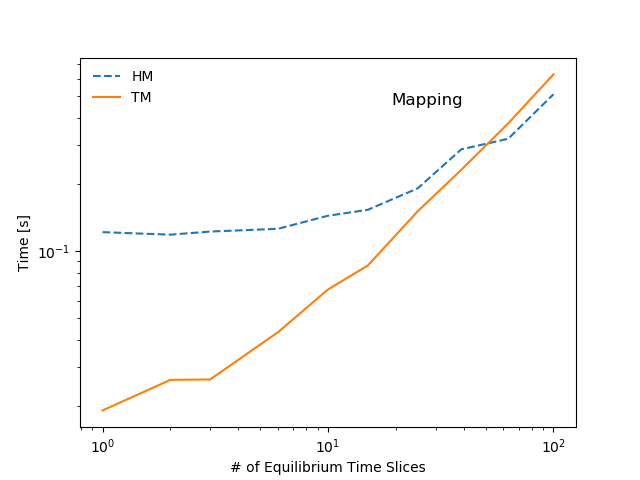 HM
TM
Mapping
Time [s]
10⁻¹
10⁰
10¹
10²
# of Equilibrium Time Slices